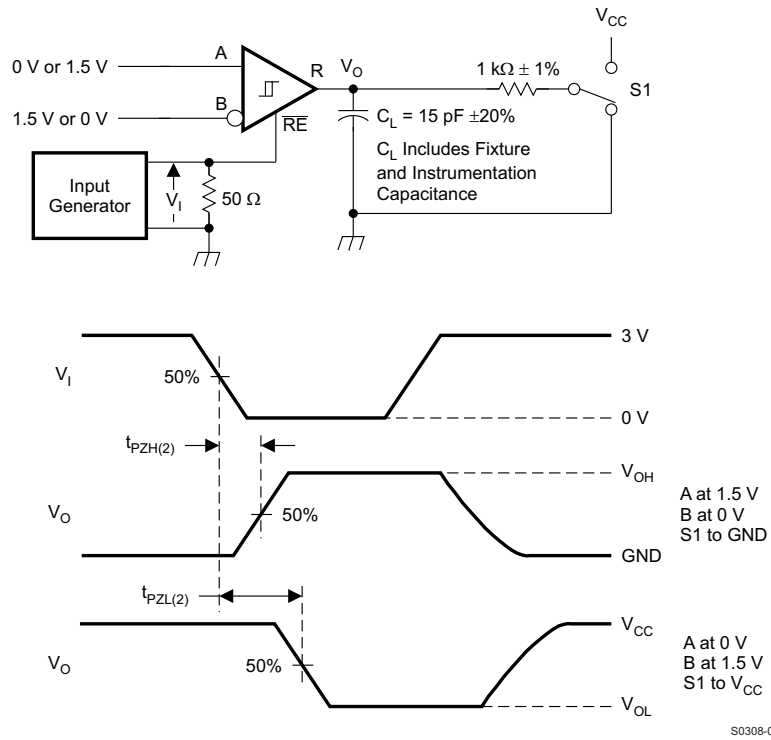 V_CC
0 V or 1.5 V
A
R
V_O
1 kΩ ± 1%
S1
1.5 V or 0 V
B
RE
C_L = 15 pF ±20%
C_L Includes Fixture
and Instrumentation
Capacitance
Input
Generator
V_I
50 Ω
V_I
50%
3 V
0 V
t_PZH(2)
V_O
50%
V_OH
GND
A at 1.5 V
B at 0 V
S1 to GND
t_PZL(2)
V_O
50%
V_CC
V_OL
A at 0 V
B at 1.5 V
S1 to V_CC